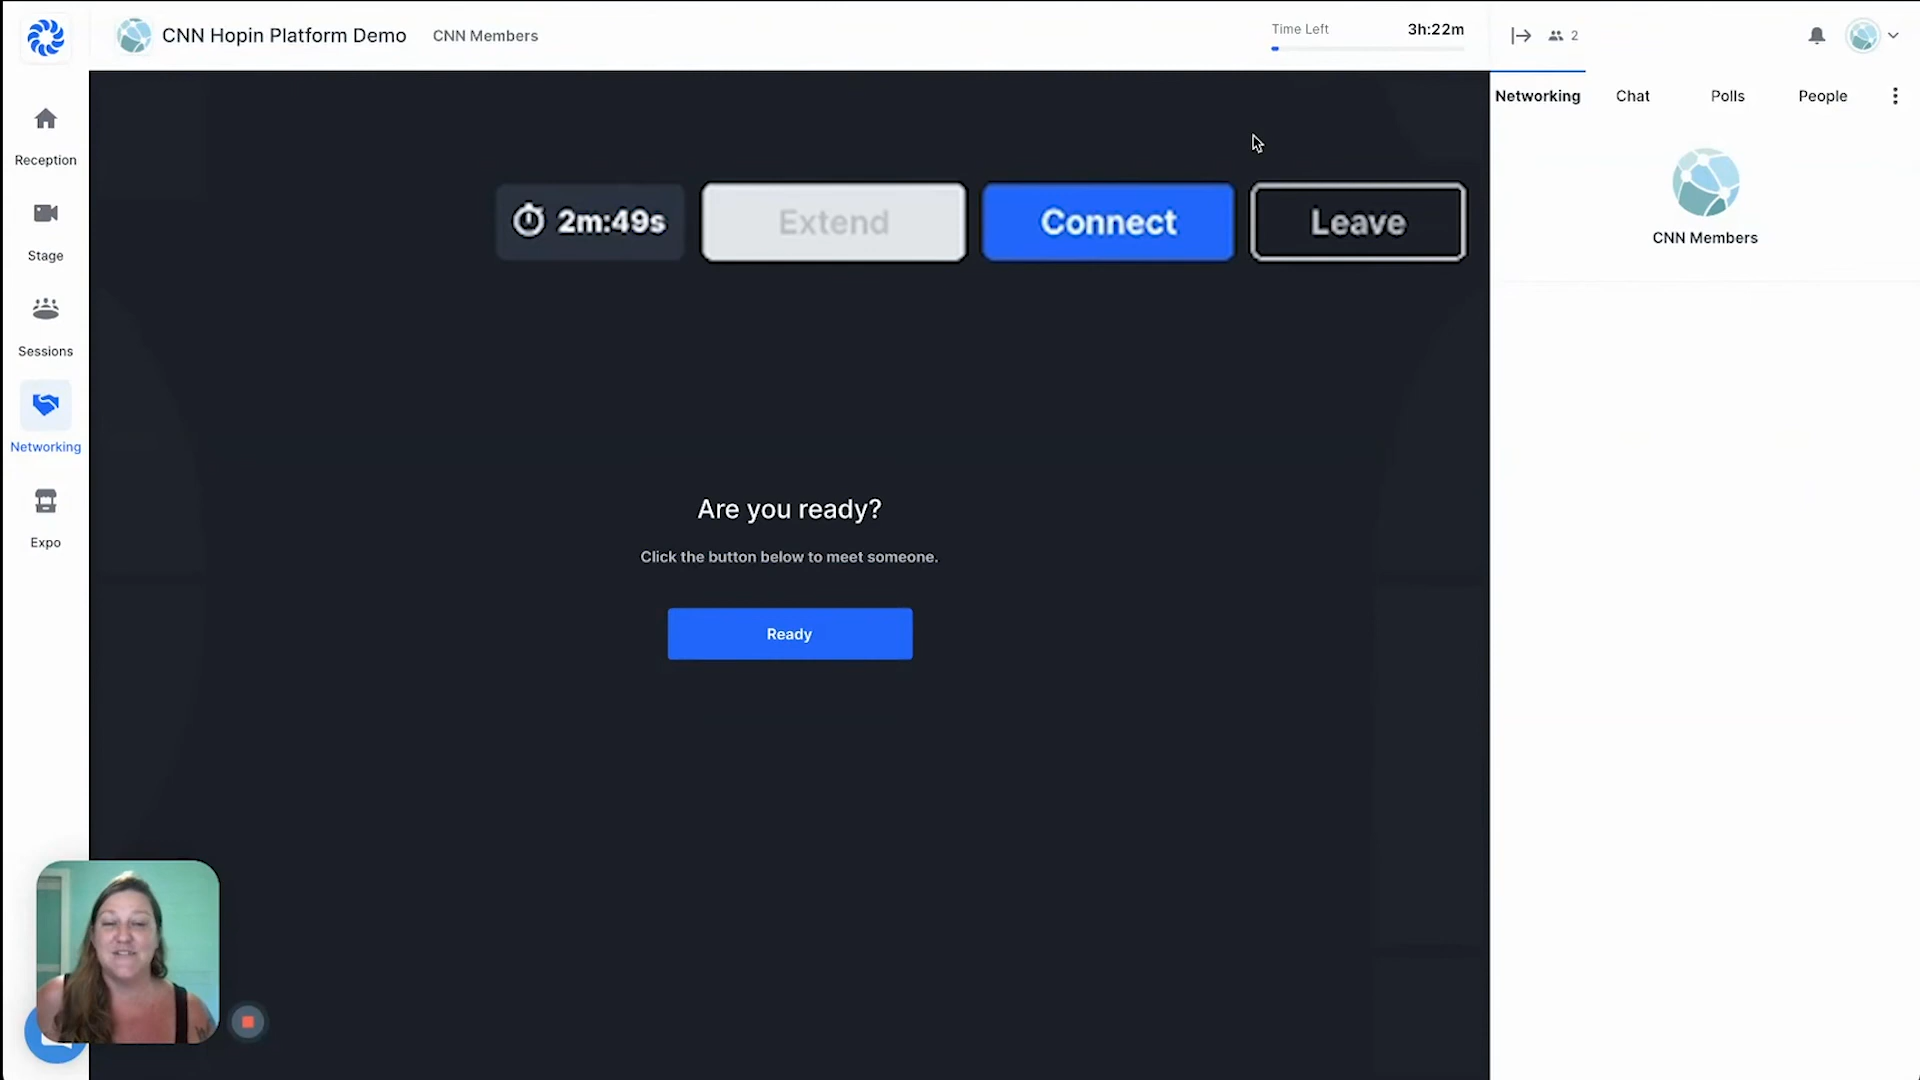 CNN Hopin Platform Demo
CNN Members
Time Left
3h:22m
2
Reception
Stage
Sessions
Networking
Expo
2m:49s
Extend
Connect
Leave
Are you ready?
Click the button below to meet someone.
Ready
Networking
Chat
Polls
People
CNN Members